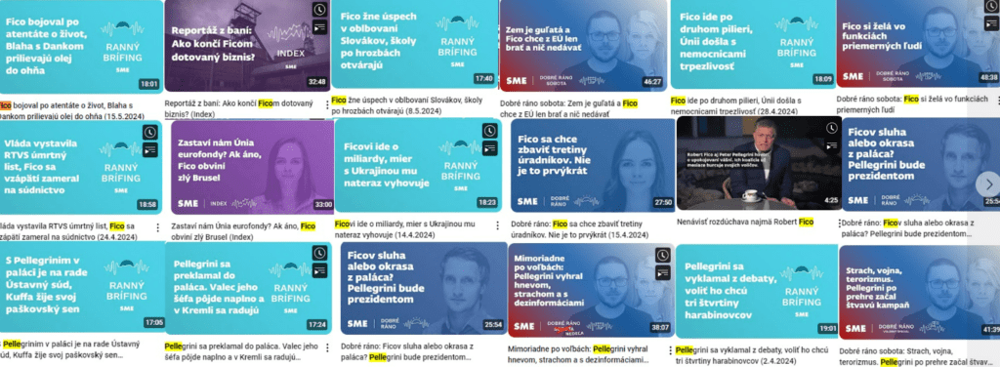 Fico bojoval po
atentáte o život,
Blaha s Dankom
prilievajú olej
do ohňa
RANNÝ
BRÍFING
SME
18:01
Fico bojoval po atentáte o život, Blaha s
Dankom prilievajú olej do ohňa (15.5.2024)
Reportáž z bani:
Ako končí Ficom
dotovaný biznis?
INDEX
SME
32:48
Reportáž z bani: Ako končí Ficom dotovaný
biznis? (Index)
Fico žne úspech
v oblbovaní
Slovákov, školy
po hrozbách
otvárajú
RANNÝ
BRÍFING
SME
17:40
Fico žne úspech v oblbovaní Slovákov, školy
po hrozbách otvárajú (8.5.2024)
Zem je guľatá a
Fico chce z EÚ len
brať a nič nedávať
SME
DOBRÉ RÁNO
SOBOTA
46:27
Dobré ráno sobota: Zem je guľatá a Fico
chce z EÚ len brať a nič nedávať
Fico ide po
druhom pilieri,
Únii došla s
nemocnicami
trpezlivosť
RANNÝ
BRÍFING
SME
18:09
Fico ide po druhom pilieri, Únii došla s
nemocnicami trpezlivosť (28.4.2024)
Fico si želá vo
funkciách
priemerných ľudí
SME
DOBRÉ RÁNO
SOBOTA
48:38
Dobré ráno sobota: Fico si želá vo funkciách
priemerných ľudí
Vláda vystavila
RTVS úmrtný
list, Fico sa
vzápätí zameral
na súdnictvo
RANNÝ
BRÍFING
SME
18:58
Vláda vystavila RTVS úmrtný list, Fico sa
vzápätí zameral na súdnictvo (24.4.2024)
Zastaví nám Únia
eurofondy? Ak áno,
Fico obviní
zlý Brusel
SME
INDEX
33:00
Zastaví nám Únia eurofondy? Ak áno, Fico
obviní zlý Brusel (Index)
Ficovi ide o
miliardy, mier
s Ukrajinou mu
nateraz vyhovuje
RANNÝ
BRÍFING
SME
18:23
Ficovi ide o miliardy, mier s Ukrajinou mu
nateraz vyhovuje (14.4.2024)
Fico sa chce
zbaviť tretiny
úradníkov. Nie
je to prvýkrát
SME
DOBRÉ
RÁNO
27:50
Dobré ráno: Fico sa chce zbaviť tretiny
úradníkov. Nie je to prvýkrát (15.4.2024)
Robert Fico aj Peter Pellegrini hovoria
4:25
Nenávisť rozdúchava najmä Robert Fico
Ficov sluha
alebo okrasa
z paláca?
Pellegrini bude
prezidentom
SME
DOBRÉ
RÁNO
25:54
Dobré ráno: Ficov sluha alebo okrasa z
paláca? Pellegrini bude prezidentom...
S Pellegrinim v
paláci je na rade
Ústavný súd,
Kuffa žije svoj
paškovský sen
RANNÝ
BRÍFING
SME
17:05
S Pellegrinim v paláci je na rade Ústavný
súd, Kuffa žije svoj paškovský sen...
Pellegrini sa
preklamal do
paláca. Valec jeho
šéfa pôjde naplno a
v Kremli sa radujú
RANNÝ
BRÍFING
SME
17:24
Pellegrini sa preklamal do paláca. Valec jeho
šéfa pôjde naplno a v Kremli sa radujú
Ficov sluha
alebo okrasa
z paláca?
Pellegrini bude
prezidentom
SME
DOBRÉ
RÁNO
25:54
Dobré ráno: Ficov sluha alebo okrasa z
paláca? Pellegrini bude prezidentom...
Mimoriadne
po voľbách:
Pellegrini vyhral
hnevom,
strachom a s
dezinformáciami
SME
DOBRÉ RÁNO
NEDEĽA
38:07
Mimoriadne po voľbách: Pellegrini vyhral
hnevom, strachom a s dezinformáciami...
Pellegrini sa
vyklamal z debaty,
voliť ho chcú
tri štvrtiny
harabinovcov
RANNÝ
BRÍFING
SME
19:01
Pellegrini sa vyklamal z debaty, voliť ho chcú
tri štvrtiny harabinovcov (2.4.2024)
Strach, vojna,
terorizmus.
Pellegrini po
prehre začal
štvavú kampaň
SME
DOBRÉ RÁNO
41:39
Dobré ráno sobota: Strach, vojna,
terorizmus. Pellegrini po prehre začal štvav...